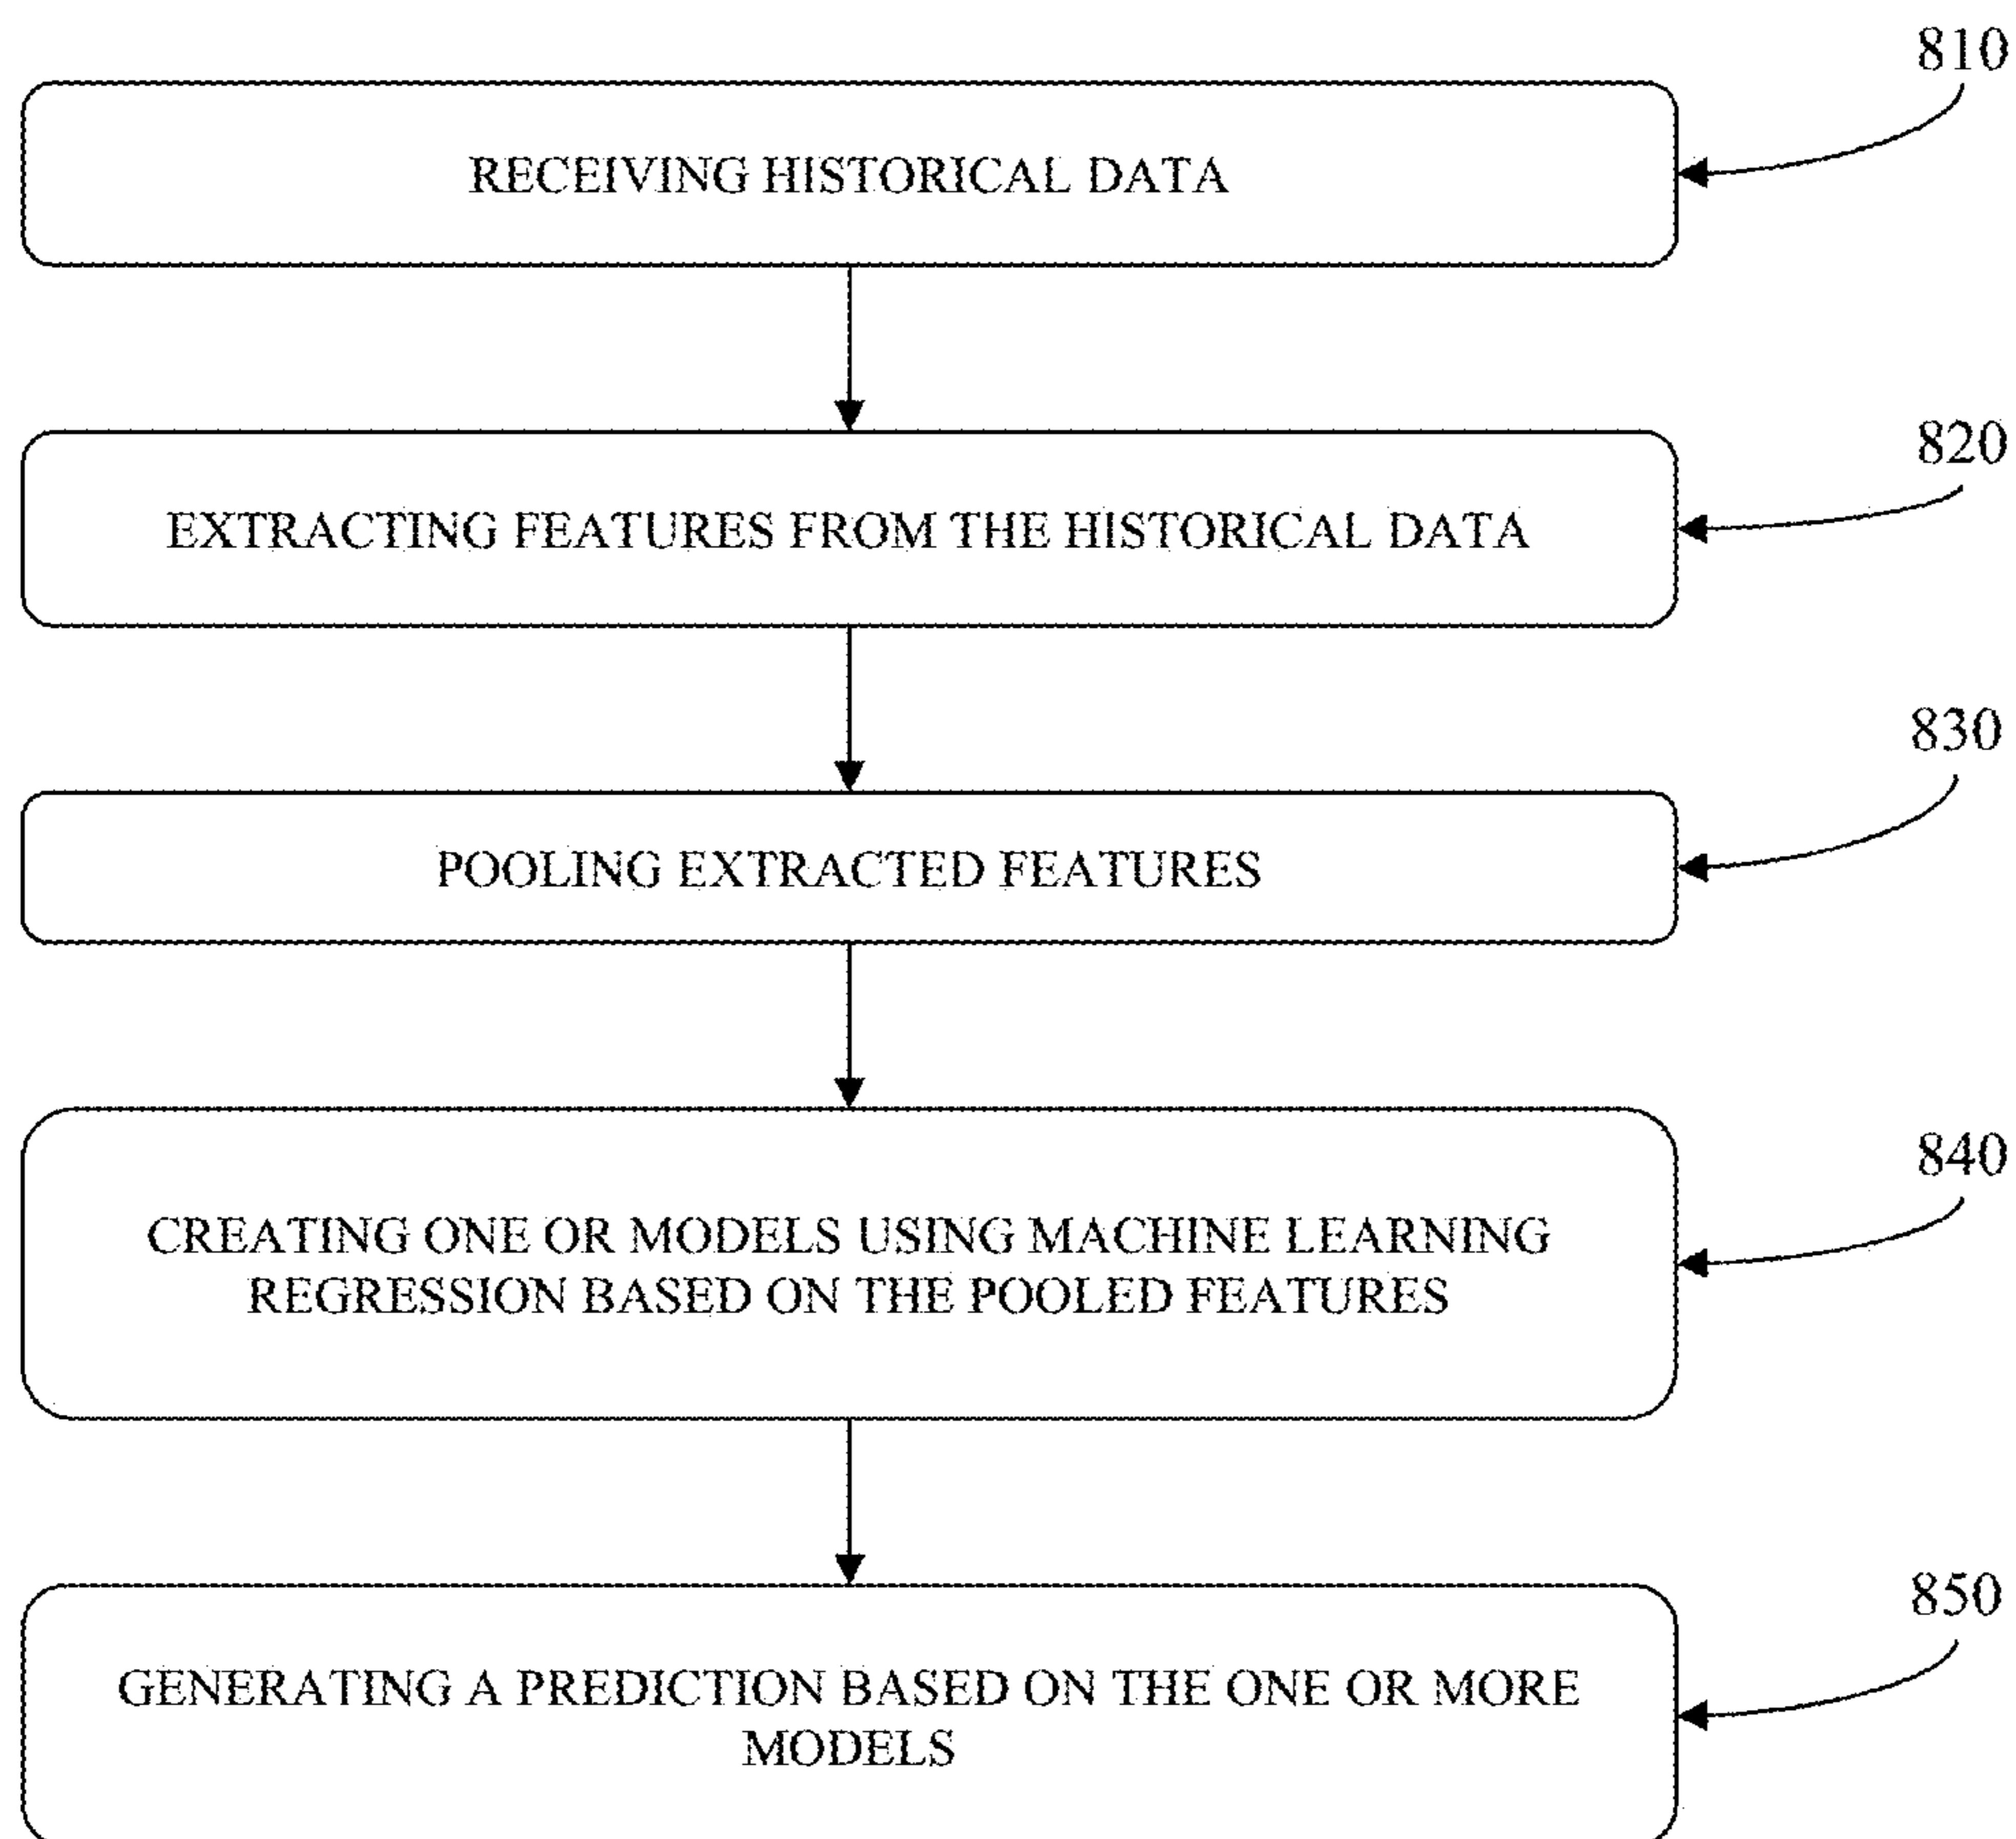 810
RECEIVING HISTORICAL DATA
820
EXTRACTING FEATURES FROM THE HISTORICAL DATA
830
POOLING EXTRACTED FEATURES
840
CREATING ONE OR MODELS USING MACHINE LEARNING
REGRESSION BASED ON THE POOLED FEATURES
850
GENERATING A PREDICTION BASED ON THE ONE OR MORE
MODELS